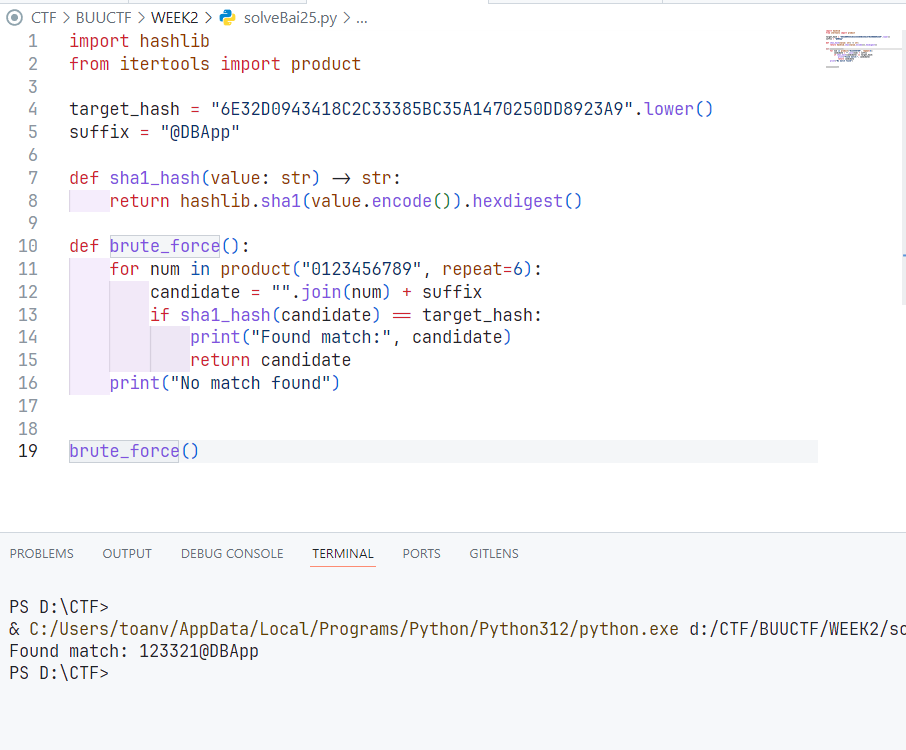 CTF > BUUCTF > WEEK2 > solveBai25.py > ...
1 import hashlib
2 from itertools import product
3
4 target_hash = "6E32D0943418C2C33385BC35A1470250DD8923A9".lower()
5 suffix = "@DBApp"
6
7 def sha1_hash(value: str) -> str:
8     return hashlib.sha1(value.encode()).hexdigest()
9
10 def brute_force():
11     for num in product("0123456789", repeat=6):
12         candidate = "".join(num) + suffix
13         if sha1_hash(candidate) == target_hash:
14             print("Found match:", candidate)
15             return candidate
16     print("No match found")
17
18
19 brute_force()
PROBLEMS OUTPUT DEBUG CONSOLE TERMINAL PORTS GITLENS
PS D:\CTF>
& C:/Users/toanv/AppData/Local/Programs/Python/Python312/python.exe d:/CTF/BUUCTF/WEEK2/so
Found match: 123321@DBApp
PS D:\CTF>